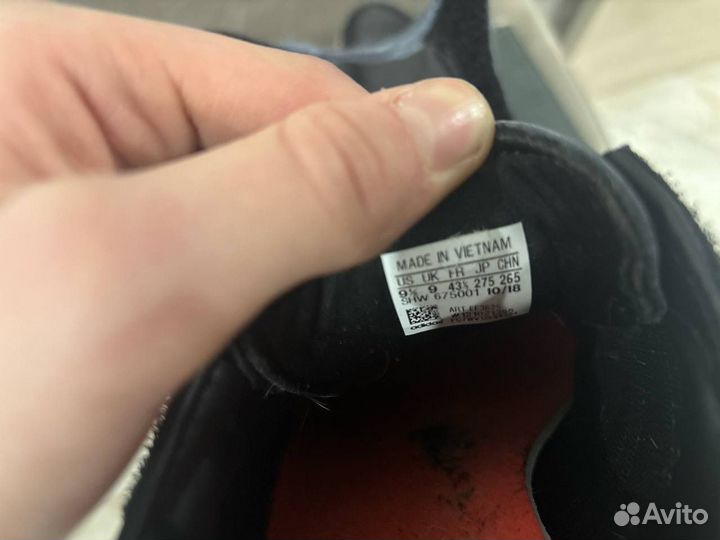 MADE IN VIETNAM
US UK FR JP CHN
9½ 9 43⅓ 275 265
SHW 675001 10/18
adidas
Avito